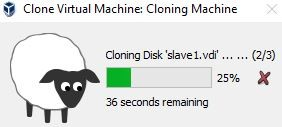 Clone Virtual Machine: Cloning Machine
Cloning Disk 'slave1.vdi' ... ... (2/3)
25%
36 seconds remaining